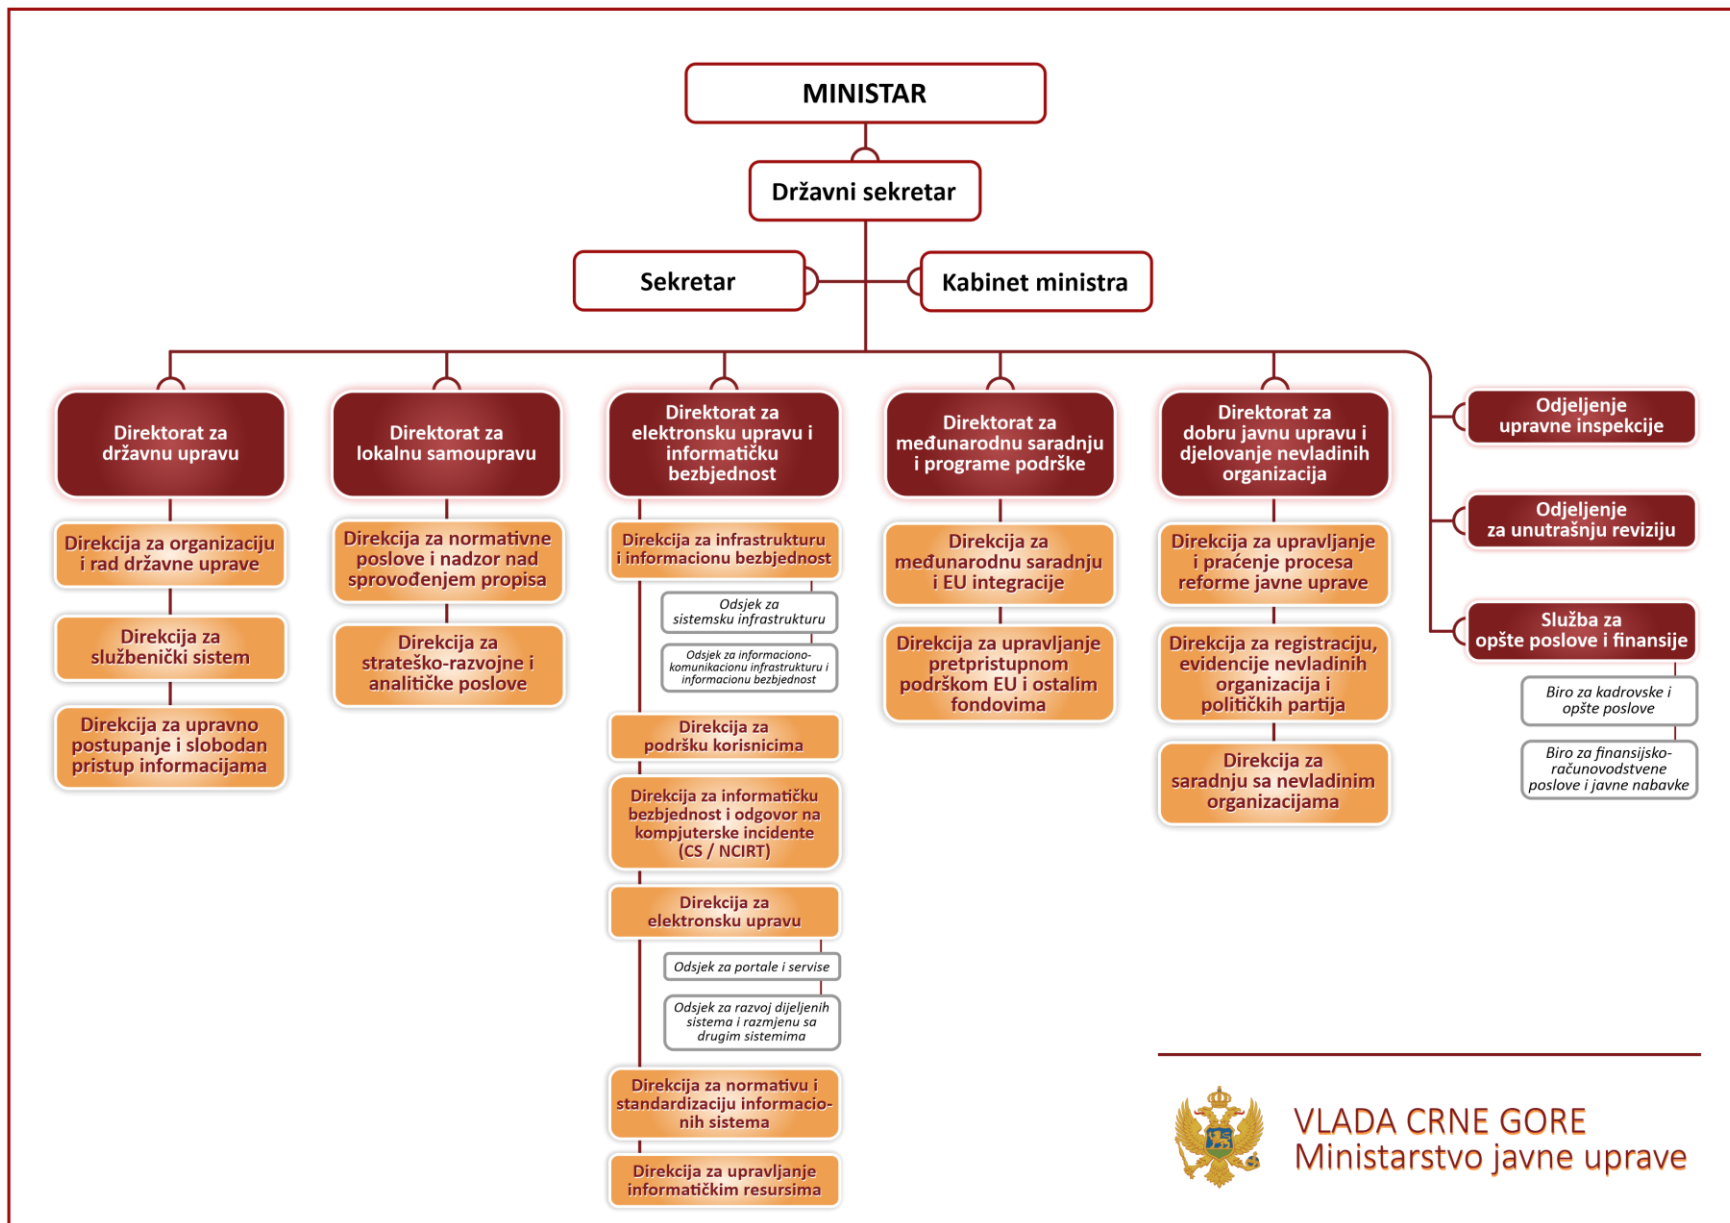 MINISTAR
Državni sekretar
Sekretar
Kabinet ministra
Direktorat za
državnu upravu
Direkcija za organizaciju
i rad državne uprave
Direkcija za
službenički sistem
Direkcija za upravno
postupanje i slobodan
pristup informacijama
Direktorat za
lokalnu samoupravu
Direkcija za normativne
poslove i nadzor nad
sprovođenjem propisa
Direkcija za
strateško-razvojne i
analitičke poslove
Direktorat za
elektronsku upravu i
informatičku
bezbjednost
Direkcija za infrastrukturu
i informacionu bezbjednost
Odsjek za
sistemsku infrastrukturu
Odsjek za informaciono-
komunikacionu infrastrukturu i
informacionu bezbjednost
Direkcija za
podršku korisnicima
Direkcija za informatičku
bezbjednost i odgovor na
kompjuterske incidente
(CS / NCIRT)
Direkcija za
elektronsku upravu
Odsjek za portale i servise
Odsjek za razvoj dijeljenih
sistema i razmjenu sa
drugim sistemima
Direkcija za normativu i
standardizaciju informacio-
nih sistema
Direkcija za upravljanje
informatičkim resursima
Direktorat za
međunarodnu saradnju
i programe podrške
Direkcija za
međunarodnu saradnju
i EU integracije
Direkcija za upravljanje
pretpristupnom
podrškom EU i ostalim
fondovima
Direktorat za
dobru javnu upravu i
djelovanje nevladinih
organizacija
Direkcija za upravljanje
i praćenje procesa
reforme javne uprave
Direkcija za registraciju,
evidencije nevladinih
organizacija i
političkih partija
Direkcija za
saradnju sa nevladinim
organizacijama
Odjeljenje
upravne inspekcije
Odjeljenje
za unutrašnju reviziju
Služba za
opšte poslove i finansije
Biro za kadrovske i
opšte poslove
Biro za finansijsko-
računovodstvene
poslove i javne nabavke
VLADA CRNE GORE
Ministarstvo javne uprave